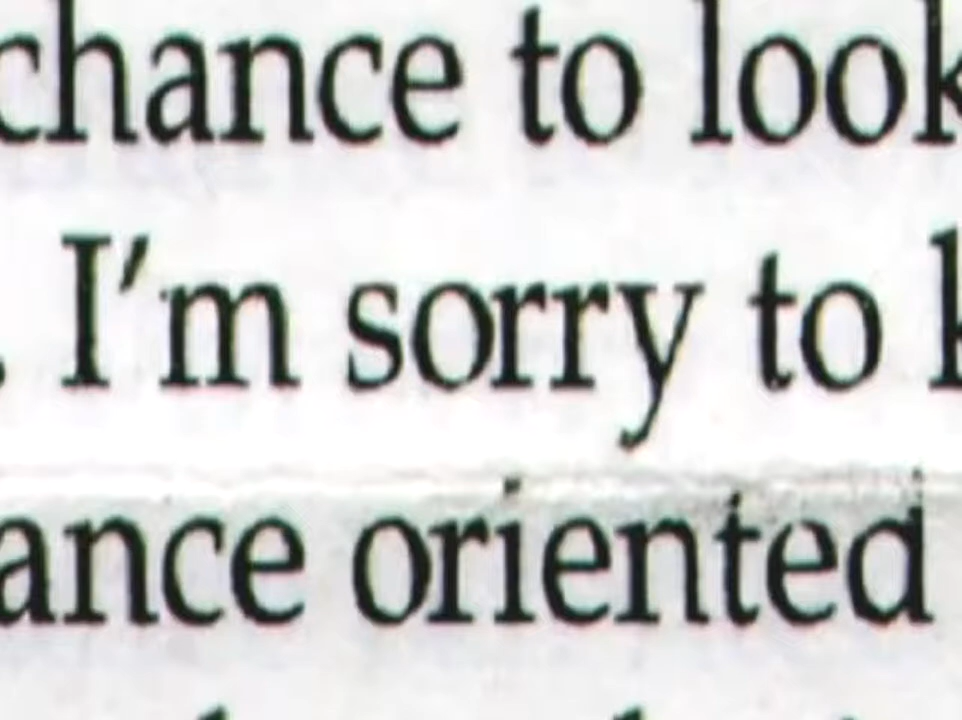 chance to look
. I'm sorry to
ance oriented